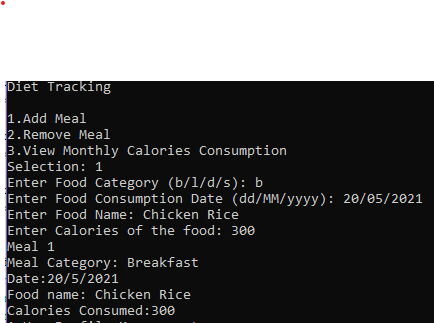 Diet Tracking
1.Add Meal
2.Remove Meal
3.View Monthly Calories Consumption
Selection: 1
Enter Food Category (b/l/d/s): b
Enter Food Consumption Date (dd/MM/yyyy): 20/05/2021
Enter Food Name: Chicken Rice
Enter Calories of the food: 300
Meal 1
Meal Category: Breakfast
Date:20/5/2021
Food name: Chicken Rice
Calories Consumed:300